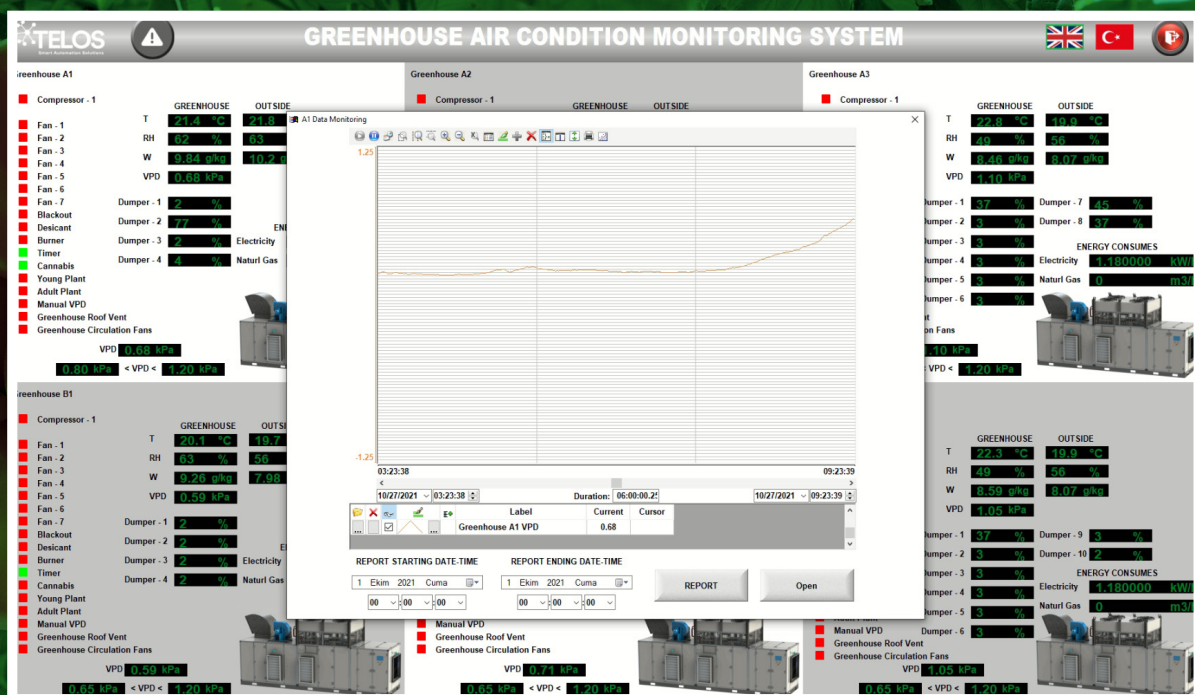 TELOS
Smart Automation Solutions
GREENHOUSE AIR CONDITION MONITORING SYSTEM
Greenhouse A1
Compressor - 1
GREENHOUSE OUTSIDE
T 21.4 °C 21.8
Fan - 1
RH 62 % 63
Fan - 2
Fan - 3
W 9.84 g/kg 10.2 g
Fan - 4
VPD 0.68 kPa
Fan - 5
Fan - 6
Fan - 7
Dumper - 1 2 %
Blackout
Dumper - 2 77 %
Desicant
Burner
Dumper - 3 2 % Electricity
Timer
Dumper - 4 4 % Naturl Gas
Cannabis
Young Plant
Adult Plant
Manual VPD
Greenhouse Roof Vent
Greenhouse Circulation Fans
VPD 0.68 kPa
0.80 kPa < VPD < 1.20 kPa
Greenhouse A2
Compressor - 1
GREENHOUSE OUTSIDE
Greenhouse A3
Compressor - 1
GREENHOUSE OUTSIDE
T 22.8 °C 19.9 °C
RH 49 % 56 %
W 8.46 g/kg 8.07 g/kg
VPD 1.10 kPa
Dumper - 1 37 % Dumper - 7 45 %
Dumper - 2 3 % Dumper - 8 37 %
Dumper - 3 3 %
ENERGY CONSUMES
Dumper - 4 3 % Electricity 1.180000 kW/
Dumper - 5 3 % Naturl Gas 0 m3/
Dumper - 6 3 %
on Fans
1.10 kPa
< VPD < 1.20 kPa
A1 Data Monitoring
1.25
-1.25
03:23:38 09:23:39
10/27/2021 03:23:38 Duration: 06:00:00.25 10/27/2021 09:23:39
Label Current Cursor
Greenhouse A1 VPD 0.68
REPORT STARTING DATE-TIME REPORT ENDING DATE-TIME
1 Ekim 2021 Cuma 1 Ekim 2021 Cuma
00 : 00 : 00 00 : 00 : 00
REPORT Open
Greenhouse B1
Compressor - 1
GREENHOUSE OUTSI
T 20.1 °C 19.7
Fan - 1
RH 63 % 56
Fan - 2
Fan - 3
W 9.26 g/kg 7.98
Fan - 4
VPD 0.59 kPa
Fan - 5
Fan - 6
Fan - 7
Dumper - 1 2 %
Blackout
Dumper - 2 2 %
Desicant
Burner
Dumper - 3 2 % Electricity
Timer
Dumper - 4 2 % Naturl Gas
Cannabis
Young Plant
Adult Plant
Manual VPD
Greenhouse Roof Vent
Greenhouse Circulation Fans
VPD 0.59 kPa
0.65 kPa < VPD < 1.20 kPa
Manual VPD
Greenhouse Roof Vent
Greenhouse Circulation Fans
VPD 0.71 kPa
0.65 kPa < VPD < 1.20 kPa
GREENHOUSE OUTSIDE
T 22.3 °C 19.9 °C
RH 49 % 56 %
W 8.59 g/kg 8.07 g/kg
VPD 1.05 kPa
Dumper - 1 37 % Dumper - 9 3 %
Dumper - 2 3 % Dumper - 10 2 %
Dumper - 3 3 % ENERGY CONSUMES
Dumper - 4 3 % Electricity 1.180000 kW/
Dumper - 5 3 % Naturl Gas 0 m3/
Manual VPD Dumper - 6 3 %
Greenhouse Roof Vent
Greenhouse Circulation Fans
VPD 1.05 kPa
0.65 kPa < VPD < 1.20 kPa